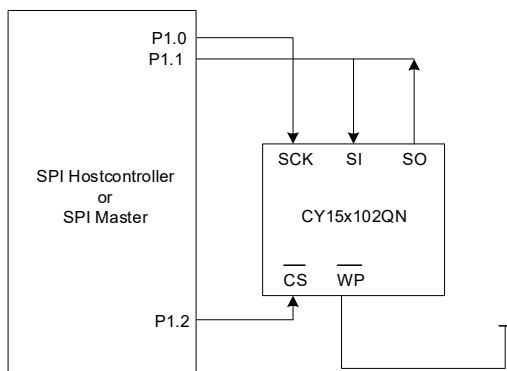 P1.0
P1.1
SCK SI SO
SPI Hostcontroller
or
SPI Master
CY15x102QN
CS WP
P1.2